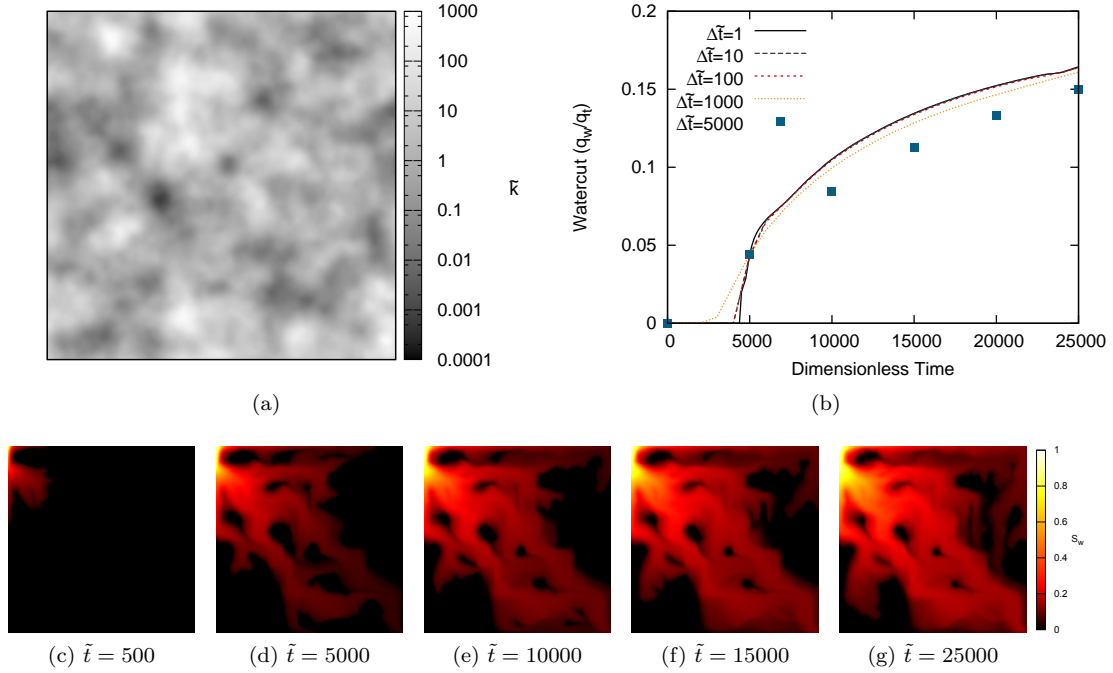 1000
100
10
1
0.1
0.01
0.001
0.0001
k̃
(a)
0.2
0.15
0.1
0.05
0
Watercut (q_w/q_t)
Δt̃=1
Δt̃=10
Δt̃=100
Δt̃=1000
Δt̃=5000
0 5000 10000 15000 20000 25000
Dimensionless Time
(b)
1
0.8
0.6
0.4
0.2
0
S_w
(c) t̃ = 500
(d) t̃ = 5000
(e) t̃ = 10000
(f) t̃ = 15000
(g) t̃ = 25000